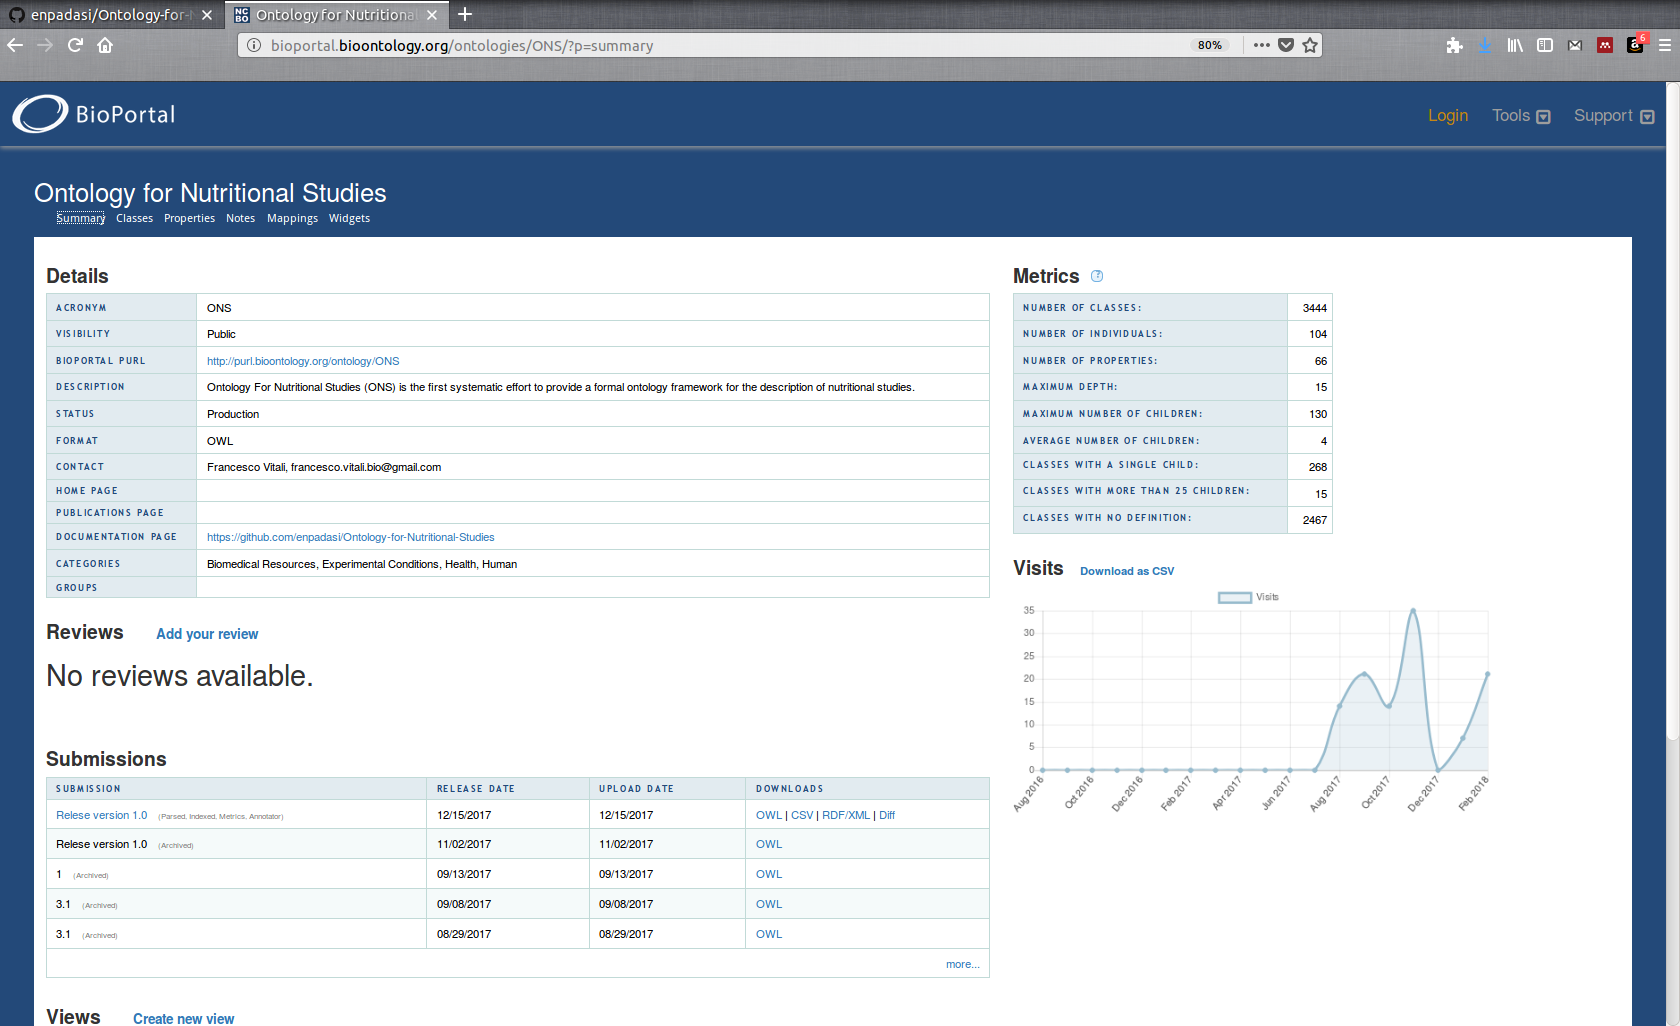 enpadasi/Ontology-for-
Ontology for Nutritional
bioportal.bioontology.org/ontologies/ONS/?p=summary
80%
6
BioPortal
Login Tools Support
Ontology for Nutritional Studies
Summary Classes Properties Notes Mappings Widgets
Details
ACRONYM ONS
VISIBILITY Public
BIOPORTAL PURL http://purl.bioontology.org/ontology/ONS
DESCRIPTION Ontology For Nutritional Studies (ONS) is the first systematic effort to provide a formal ontology framework for the description of nutritional studies.
STATUS Production
FORMAT OWL
CONTACT Francesco Vitali, francesco.vitali.bio@gmail.com
HOME PAGE
PUBLICATIONS PAGE
DOCUMENTATION PAGE https://github.com/enpadasi/Ontology-for-Nutritional-Studies
CATEGORIES Biomedical Resources, Experimental Conditions, Health, Human
GROUPS
Reviews Add your review
No reviews available.
Submissions
SUBMISSION RELEASE DATE UPLOAD DATE DOWNLOADS
Relese version 1.0 (Parsed, Indexed, Metrics, Annotator) 12/15/2017 12/15/2017 OWL | CSV | RDF/XML | Diff
Relese version 1.0 (Archived) 11/02/2017 11/02/2017 OWL
1 (Archived) 09/13/2017 09/13/2017 OWL
3.1 (Archived) 09/08/2017 09/08/2017 OWL
3.1 (Archived) 08/29/2017 08/29/2017 OWL
more...
Views Create new view
Metrics ?
NUMBER OF CLASSES: 3444
NUMBER OF INDIVIDUALS: 104
NUMBER OF PROPERTIES: 66
MAXIMUM DEPTH: 15
MAXIMUM NUMBER OF CHILDREN: 130
AVERAGE NUMBER OF CHILDREN: 4
CLASSES WITH A SINGLE CHILD: 268
CLASSES WITH MORE THAN 25 CHILDREN: 15
CLASSES WITH NO DEFINITION: 2467
Visits Download as CSV
Visits
35
30
25
20
15
10
5
0
Aug 2016 Oct 2016 Dec 2016 Feb 2017 Apr 2017 Jun 2017 Aug 2017 Oct 2017 Dec 2017 Feb 2018